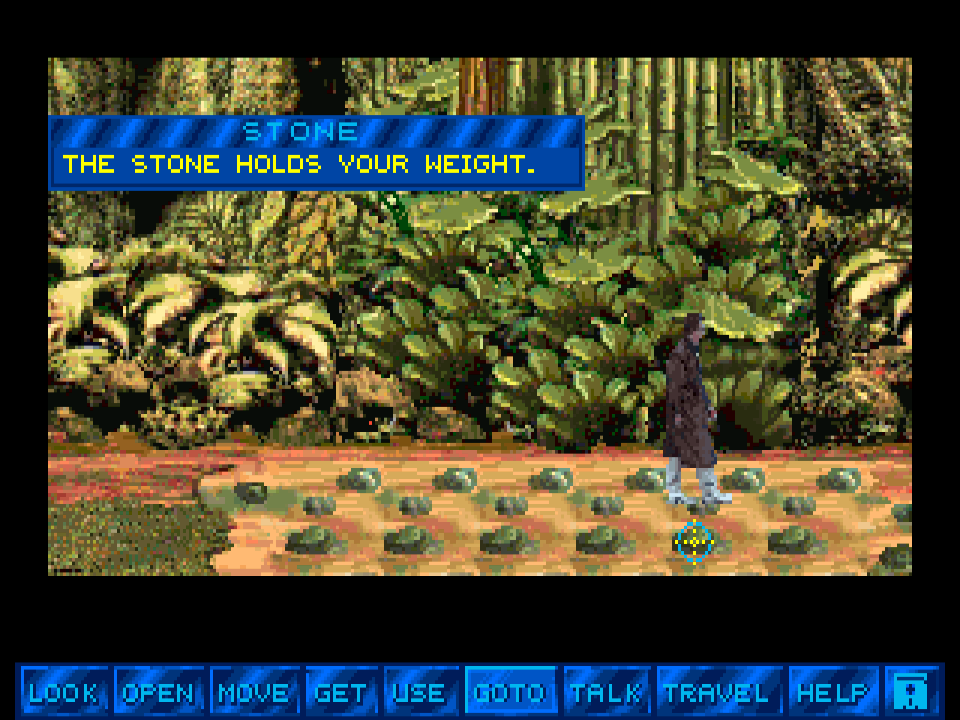 STONE
THE STONE HOLDS YOUR WEIGHT.
LOOK OPEN MOVE GET USE GOTO TALK TRAVEL HELP